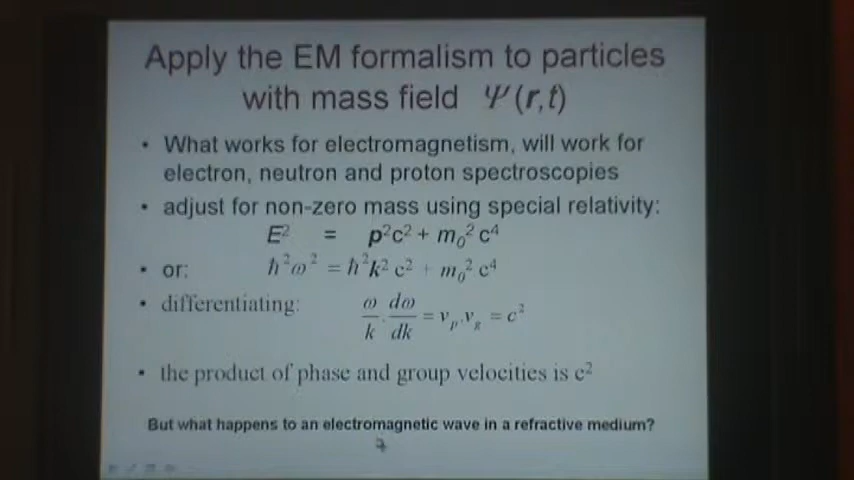 Apply the EM formalism to particles
with mass field Ψ(r,t)
• What works for electromagnetism, will work for
electron, neutron and proton spectroscopies
• adjust for non-zero mass using special relativity:
E² = p²c² + m₀² c⁴
• or: ℏ²ω² = ℏ²k² c² + m₀² c⁴
• differentiating: ω/k . dω/dk = vₚ.v_g = c²
• the product of phase and group velocities is c²
But what happens to an electromagnetic wave in a refractive medium?